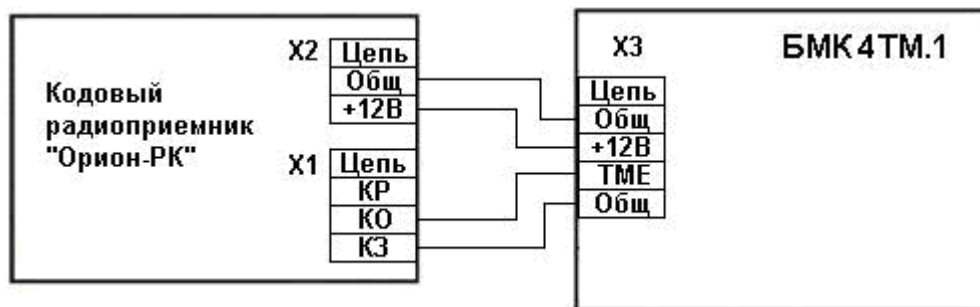 Кодовый
радиоприемник
"Орион-РК"
X2
Цепь
Общ
+12В
X1
Цепь
КР
КО
КЗ
БМК4ТМ.1
X3
Цепь
Общ
+12В
ТМЕ
Общ